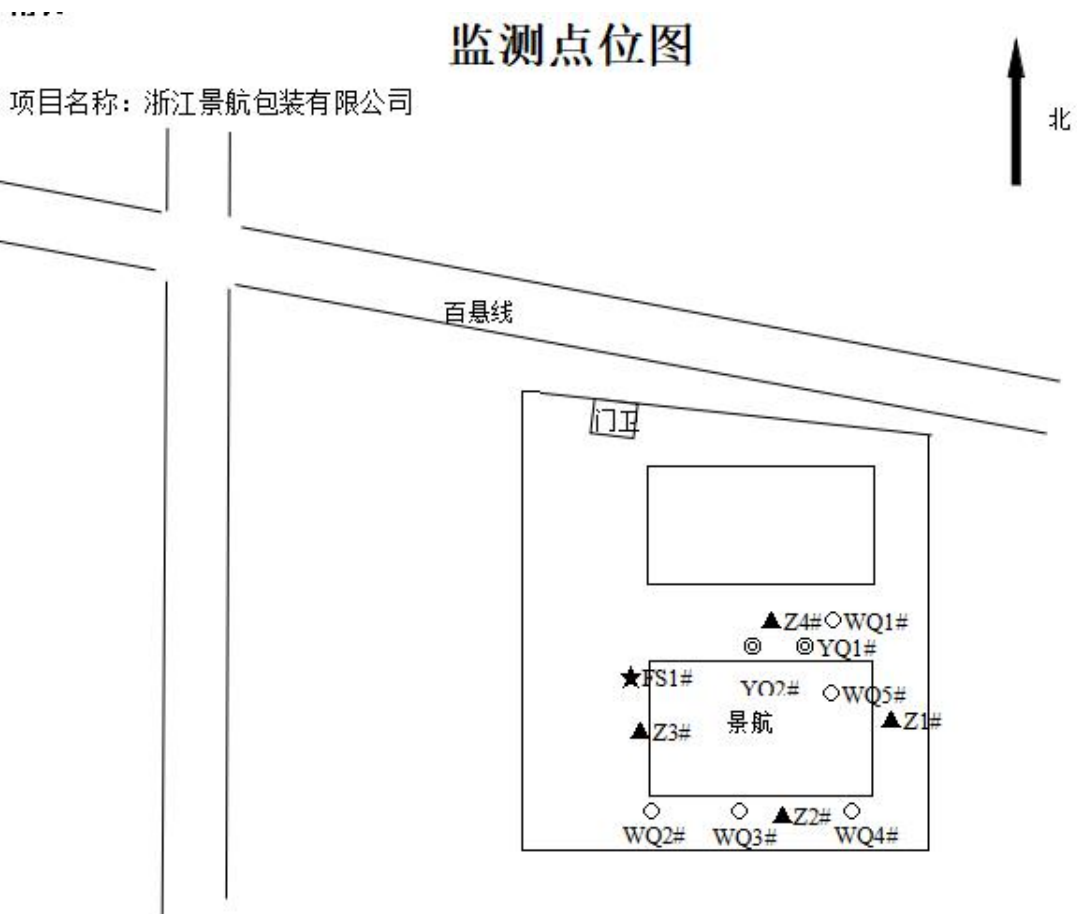 监测点位图
项目名称：浙江景航包装有限公司
北
百悬线
门卫
Z4# WQ1#
YQ1#
FS1#
YQ2# WQ5#
景航
Z1#
Z3#
Z2#
WQ2# WQ3# WQ4#